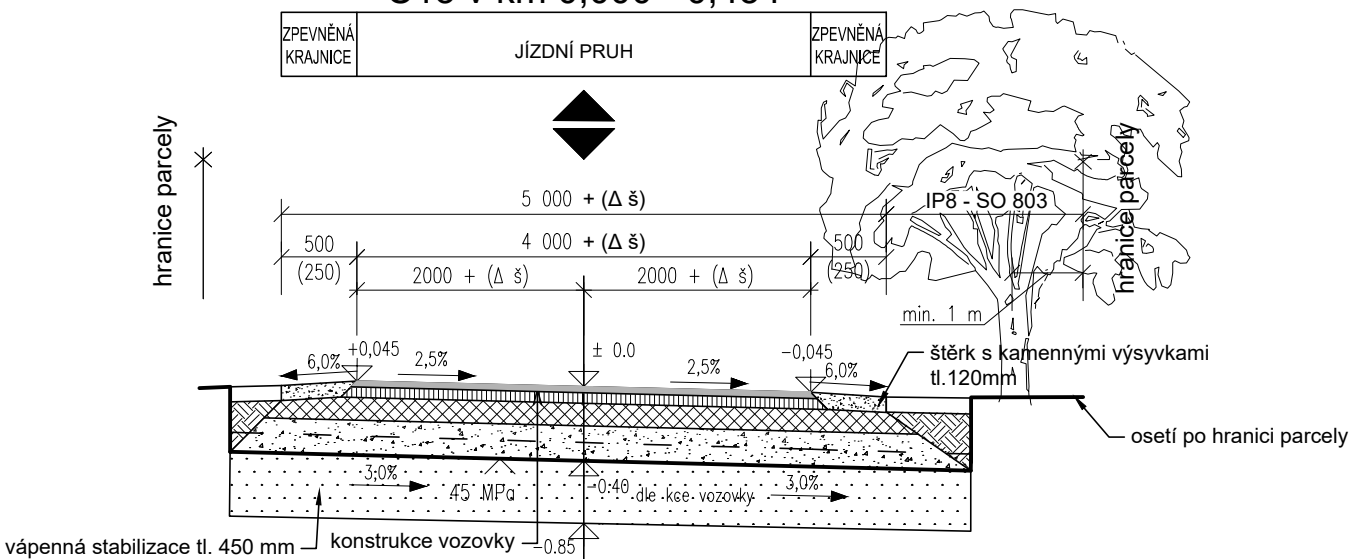 ZPEVNĚNÁ
KRAJNICE
JÍZDNÍ PRUH
ZPEVNĚNÁ
KRAJNICE
hranice parcely
hranice parcely
5 000 + (Δ š)
IP8 - SO 803
500
(250)
4 000 + (Δ š)
500
(250)
2000 + (Δ š)
2000 + (Δ š)
min. 1 m
6,0%
+0,045
2,5%
± 0.0
2,5%
-0,045
6,0%
štěrk s kamennými výsyvkami
tl.120mm
osetí po hranici parcely
3,0%
45 MPa
-0.40
dle kce vozovky
3,0%
vápenná stabilizace tl. 450 mm
konstrukce vozovky
-0.85